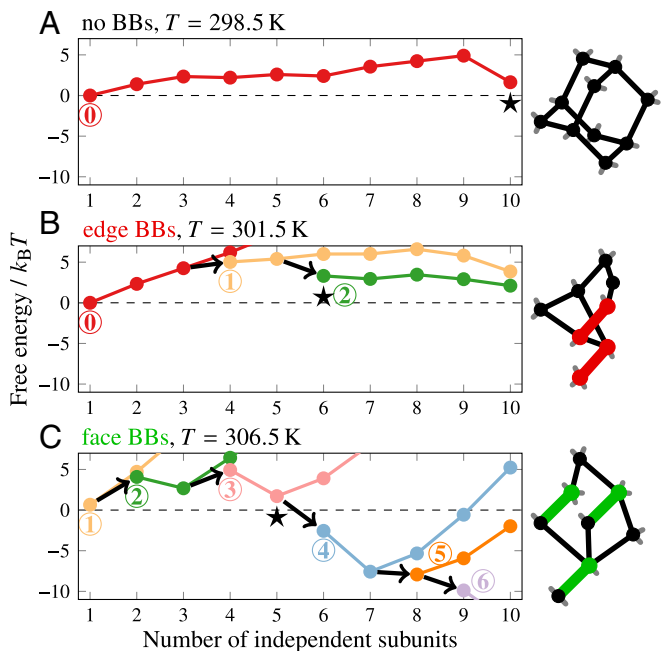 A no BBs, T = 298.5 K
5
0
−5
−10
0
1 2 3 4 5 6 7 8 9 10
B edge BBs, T = 301.5 K
5
0
−5
−10
0
1
2
1 2 3 4 5 6 7 8 9 10
Free energy / kBT
C face BBs, T = 306.5 K
5
0
−5
−10
1
2
3
4
5
6
1 2 3 4 5 6 7 8 9 10
Number of independent subunits